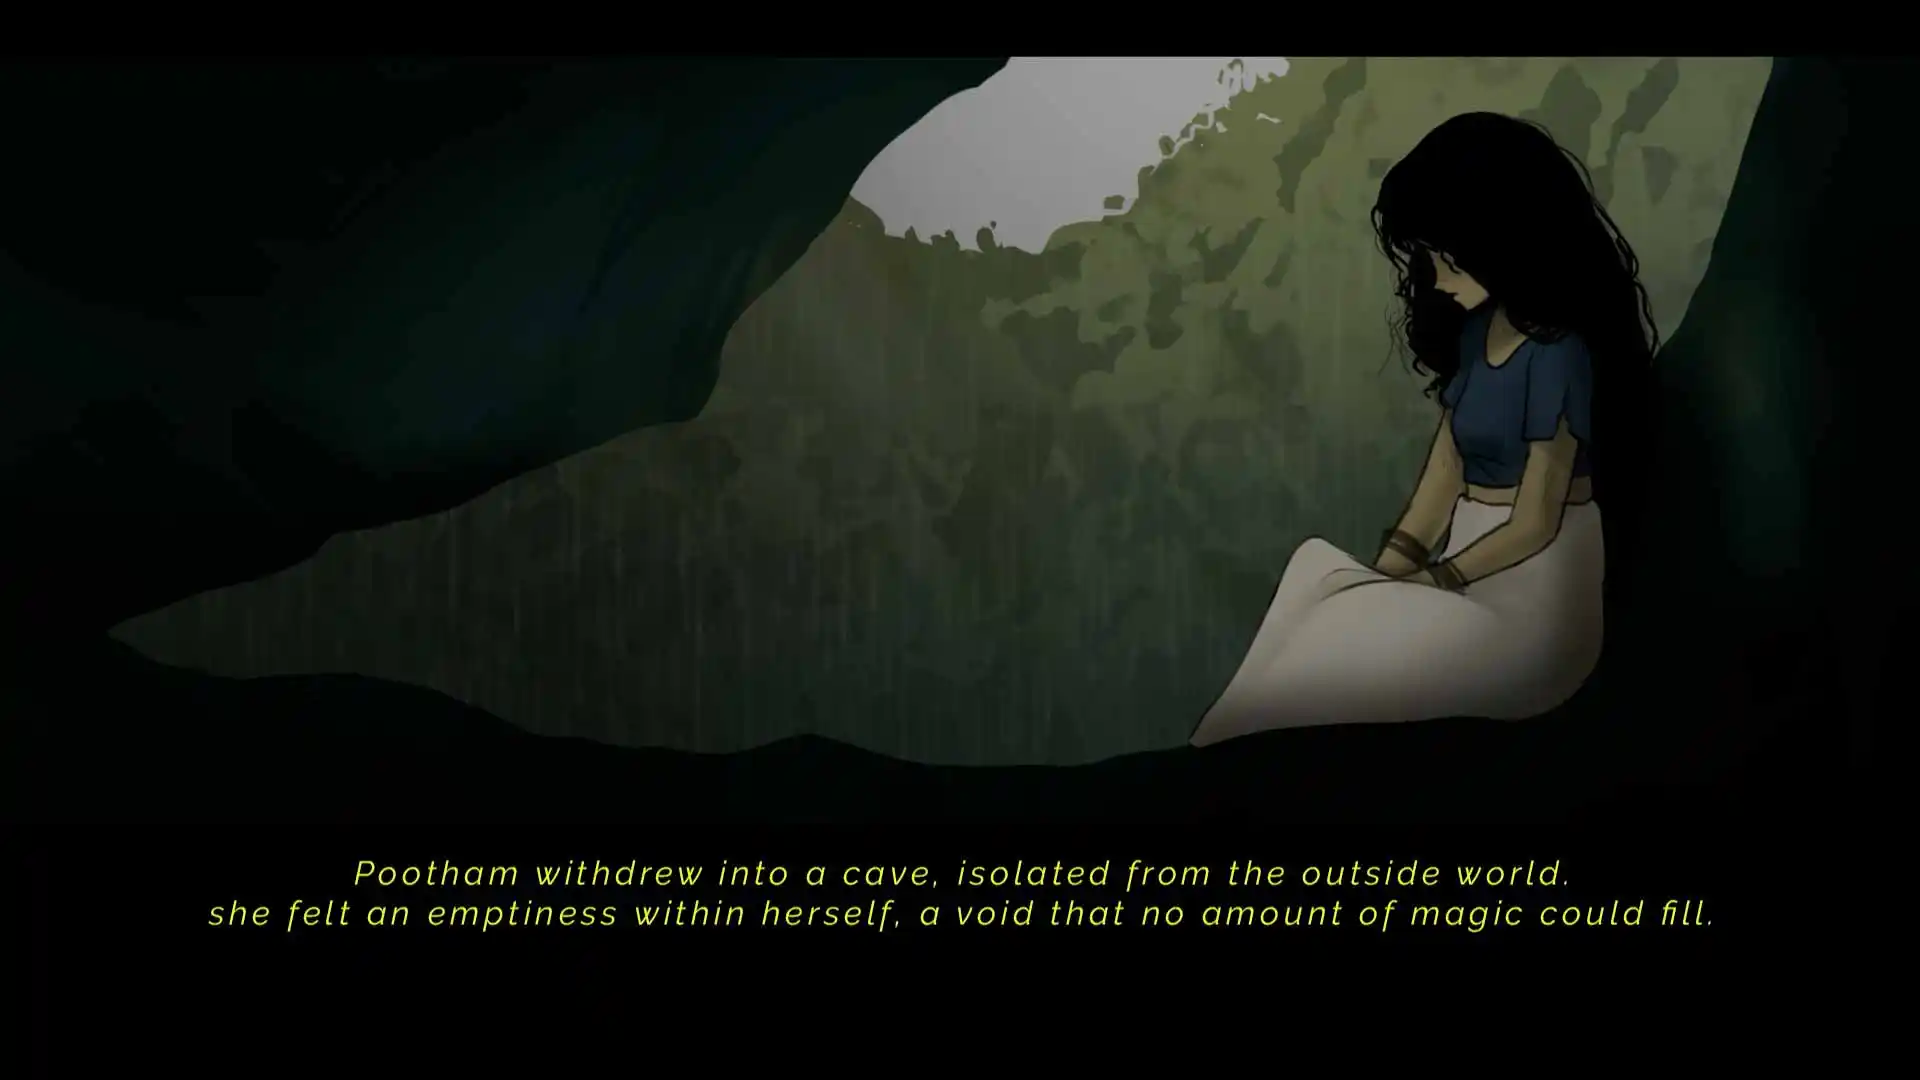 Pootham withdrew into a cave, isolated from the outside world.
she felt an emptiness within herself, a void that no amount of magic could fill.